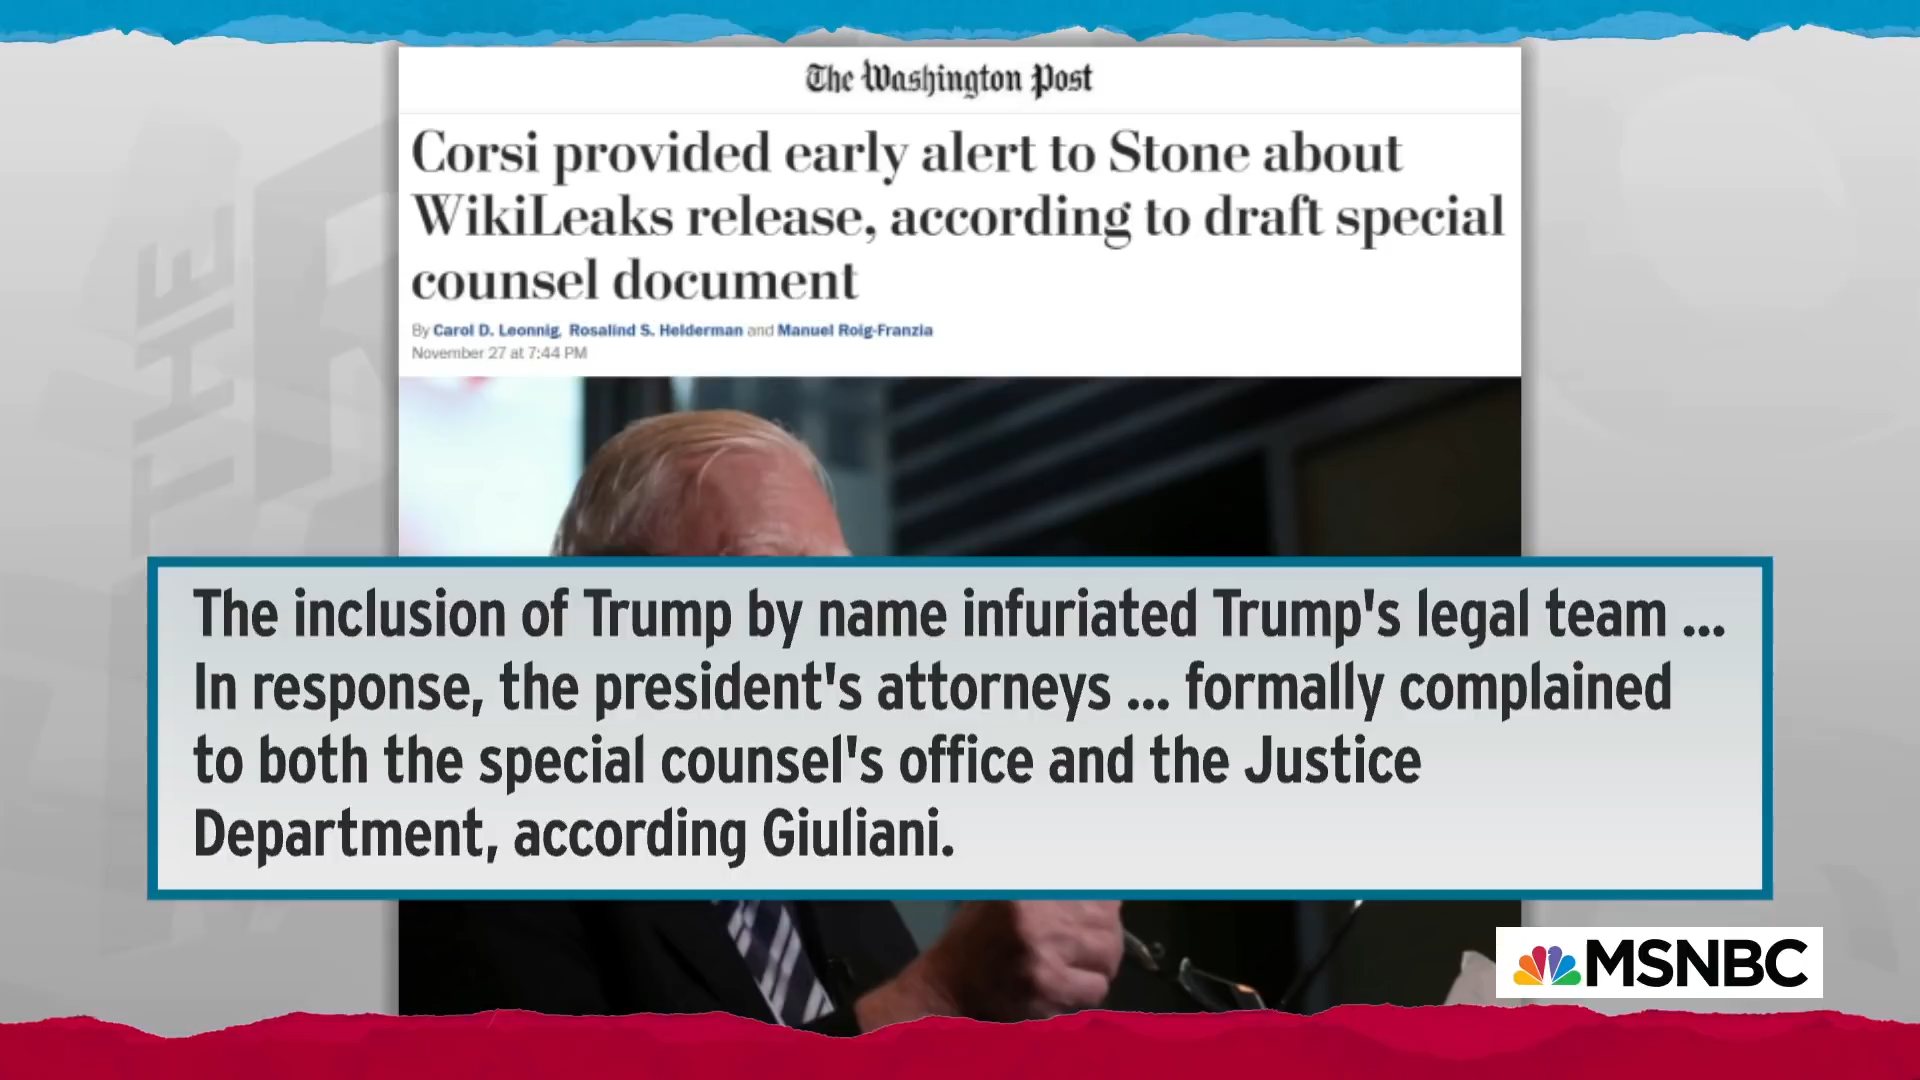 The Washington Post
Corsi provided early alert to Stone about
WikiLeaks release, according to draft special
counsel document
By Carol D. Leonnig, Rosalind S. Helderman and Manuel Roig-Franzia
November 27 at 7:44 PM
THE
The inclusion of Trump by name infuriated Trump's legal team ...
In response, the president's attorneys ... formally complained
to both the special counsel's office and the Justice
Department, according Giuliani.
MSNBC